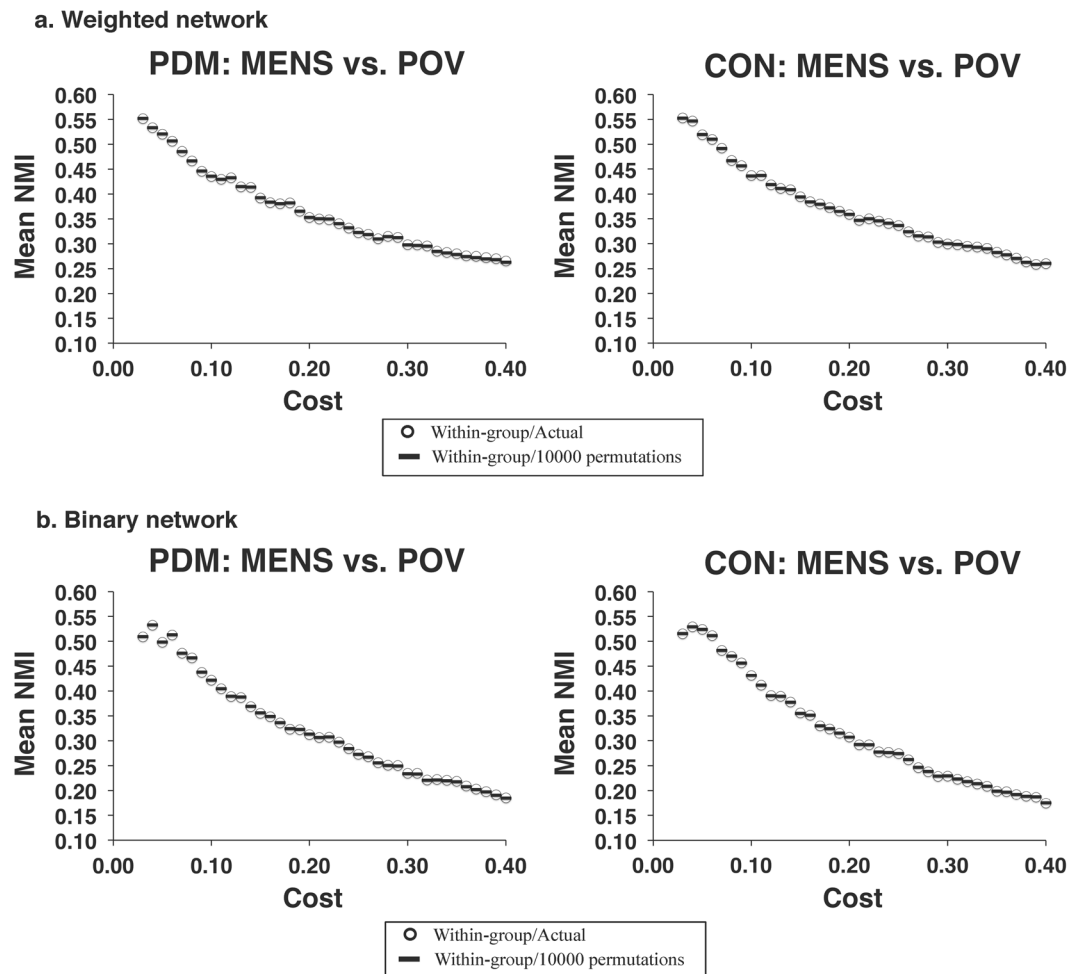 a. Weighted network
PDM: MENS vs. POV
Mean NMI
0.60
0.55
0.50
0.45
0.40
0.35
0.30
0.25
0.20
0.15
0.10
0.00 0.10 0.20 0.30 0.40
Cost
CON: MENS vs. POV
Mean NMI
0.60
0.55
0.50
0.45
0.40
0.35
0.30
0.25
0.20
0.15
0.10
0.00 0.10 0.20 0.30 0.40
Cost
Within-group/Actual
Within-group/10000 permutations
b. Binary network
PDM: MENS vs. POV
Mean NMI
0.60
0.55
0.50
0.45
0.40
0.35
0.30
0.25
0.20
0.15
0.10
0.00 0.10 0.20 0.30 0.40
Cost
CON: MENS vs. POV
Mean NMI
0.60
0.55
0.50
0.45
0.40
0.35
0.30
0.25
0.20
0.15
0.10
0.00 0.10 0.20 0.30 0.40
Cost
Within-group/Actual
Within-group/10000 permutations